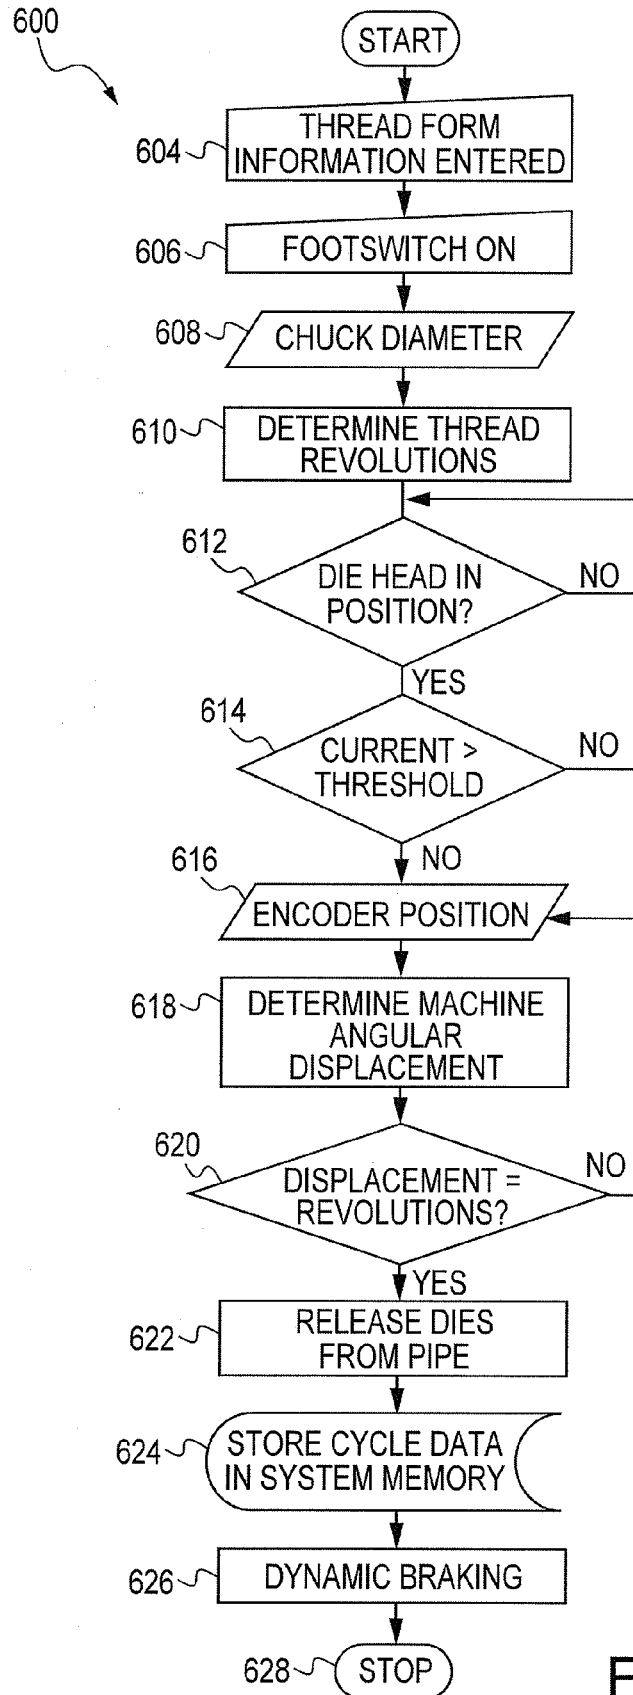 600
START
604
THREAD FORM
INFORMATION ENTERED
606
FOOTSWITCH ON
608
CHUCK DIAMETER
610
DETERMINE THREAD
REVOLUTIONS
612
DIE HEAD IN
POSITION?
NO
YES
614
CURRENT >
THRESHOLD
NO
NO
616
ENCODER POSITION
618
DETERMINE MACHINE
ANGULAR
DISPLACEMENT
620
DISPLACEMENT =
REVOLUTIONS?
NO
YES
622
RELEASE DIES
FROM PIPE
624
STORE CYCLE DATA
IN SYSTEM MEMORY
626
DYNAMIC BRAKING
628
STOP